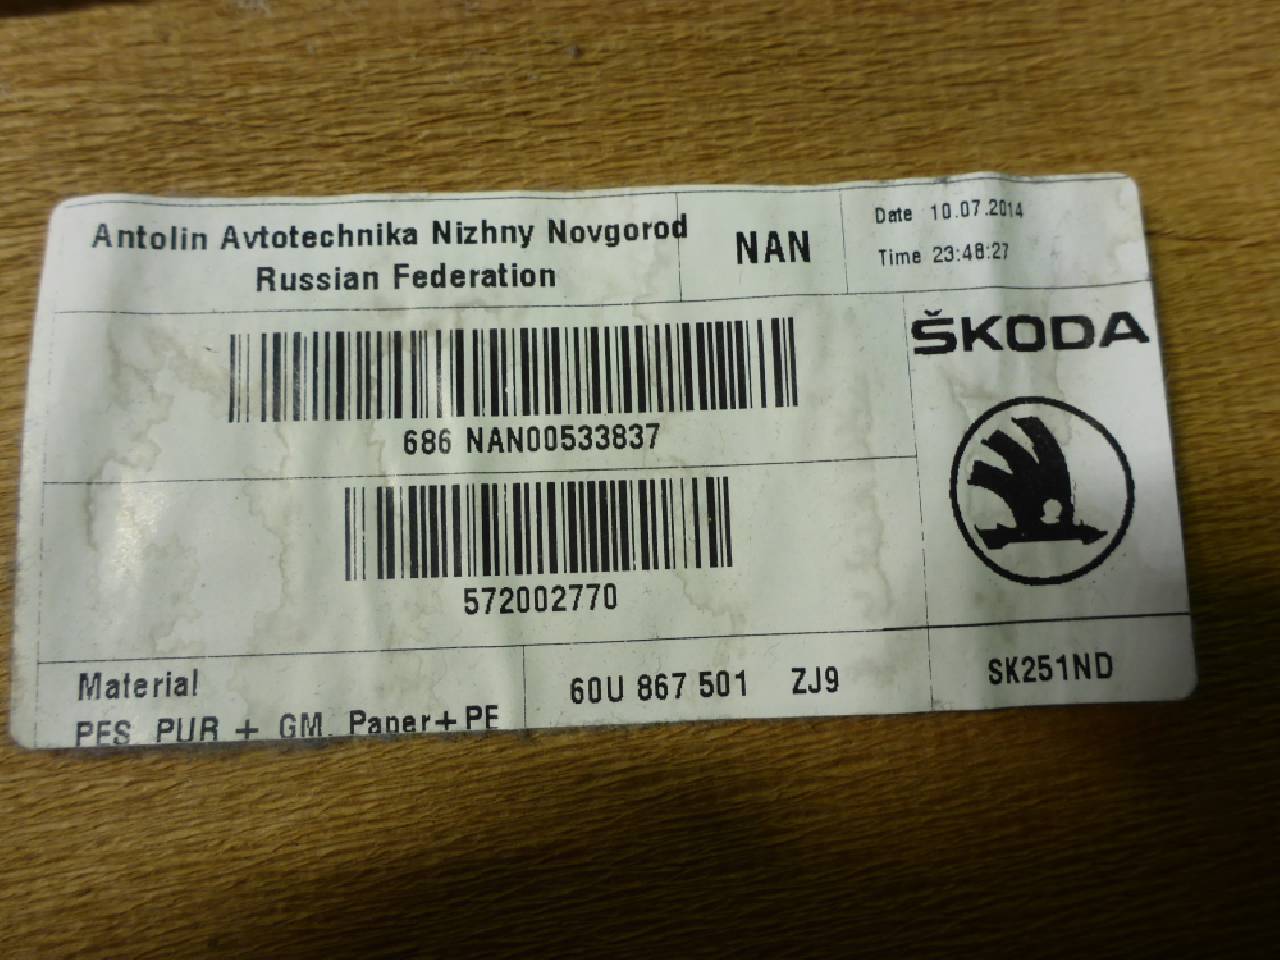 Antolin Avtotechnika Nizhny Novgorod
Russian Federation
NAN
Date 10.07.2014
Time 23:48:27
ŠKODA
686 NAN00533837
572002770
Material
PES PUR + GM. Paper+PE
60U 867 501 ZJ9
SK251ND